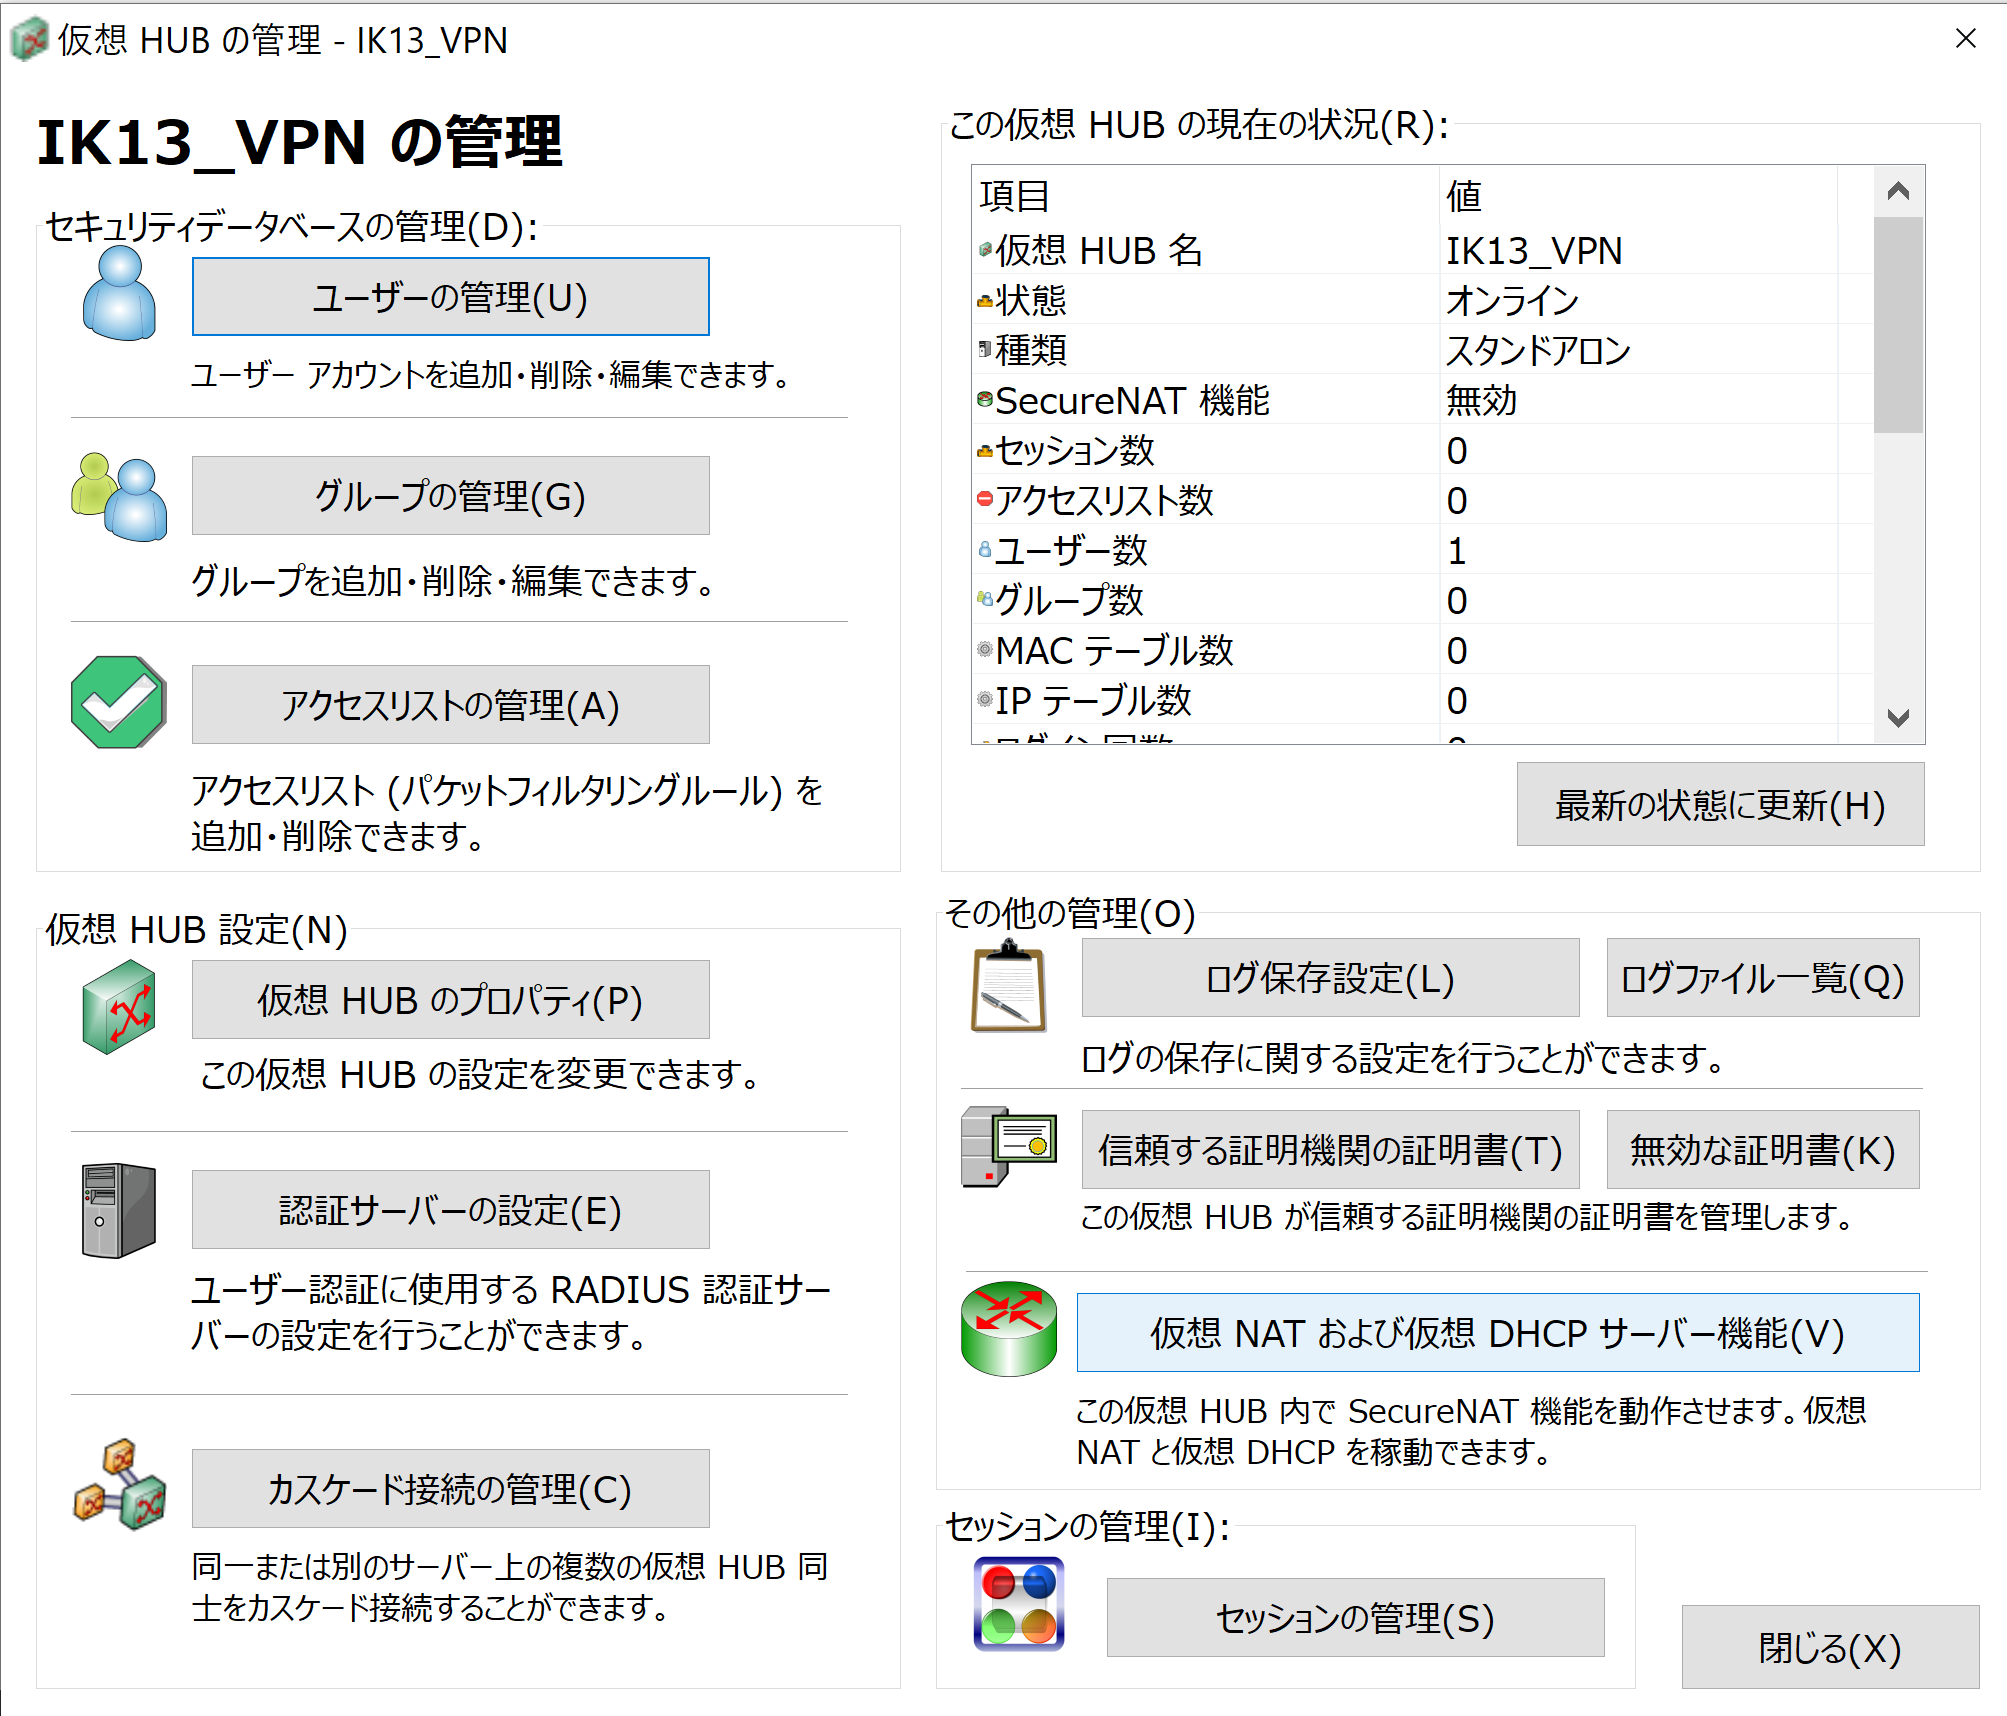 仮想 HUB の管理 - IK13_VPN
IK13_VPN の管理
セキュリティデータベースの管理(D):
ユーザーの管理(U)
ユーザー アカウントを追加・削除・編集できます。
グループの管理(G)
グループを追加・削除・編集できます。
アクセスリストの管理(A)
アクセスリスト (パケットフィルタリングルール) を
追加・削除できます。
仮想 HUB 設定(N)
仮想 HUB のプロパティ(P)
この仮想 HUB の設定を変更できます。
認証サーバーの設定(E)
ユーザー認証に使用する RADIUS 認証サー
バーの設定を行うことができます。
カスケード接続の管理(C)
同一または別のサーバー上の複数の仮想 HUB 同
士をカスケード接続することができます。
この仮想 HUB の現在の状況(R):
項目 値
仮想 HUB 名 IK13_VPN
状態 オンライン
種類 スタンドアロン
SecureNAT 機能 無効
セッション数 0
アクセスリスト数 0
ユーザー数 1
グループ数 0
MAC テーブル数 0
IP テーブル数 0
最新の状態に更新(H)
その他の管理(O)
ログ保存設定(L) ログファイル一覧(Q)
ログの保存に関する設定を行うことができます。
信頼する証明機関の証明書(T) 無効な証明書(K)
この仮想 HUB が信頼する証明機関の証明書を管理します。
仮想 NAT および仮想 DHCP サーバー機能(V)
この仮想 HUB 内で SecureNAT 機能を動作させます。仮想
NAT と仮想 DHCP を稼動できます。
セッションの管理(I):
セッションの管理(S)
閉じる(X)